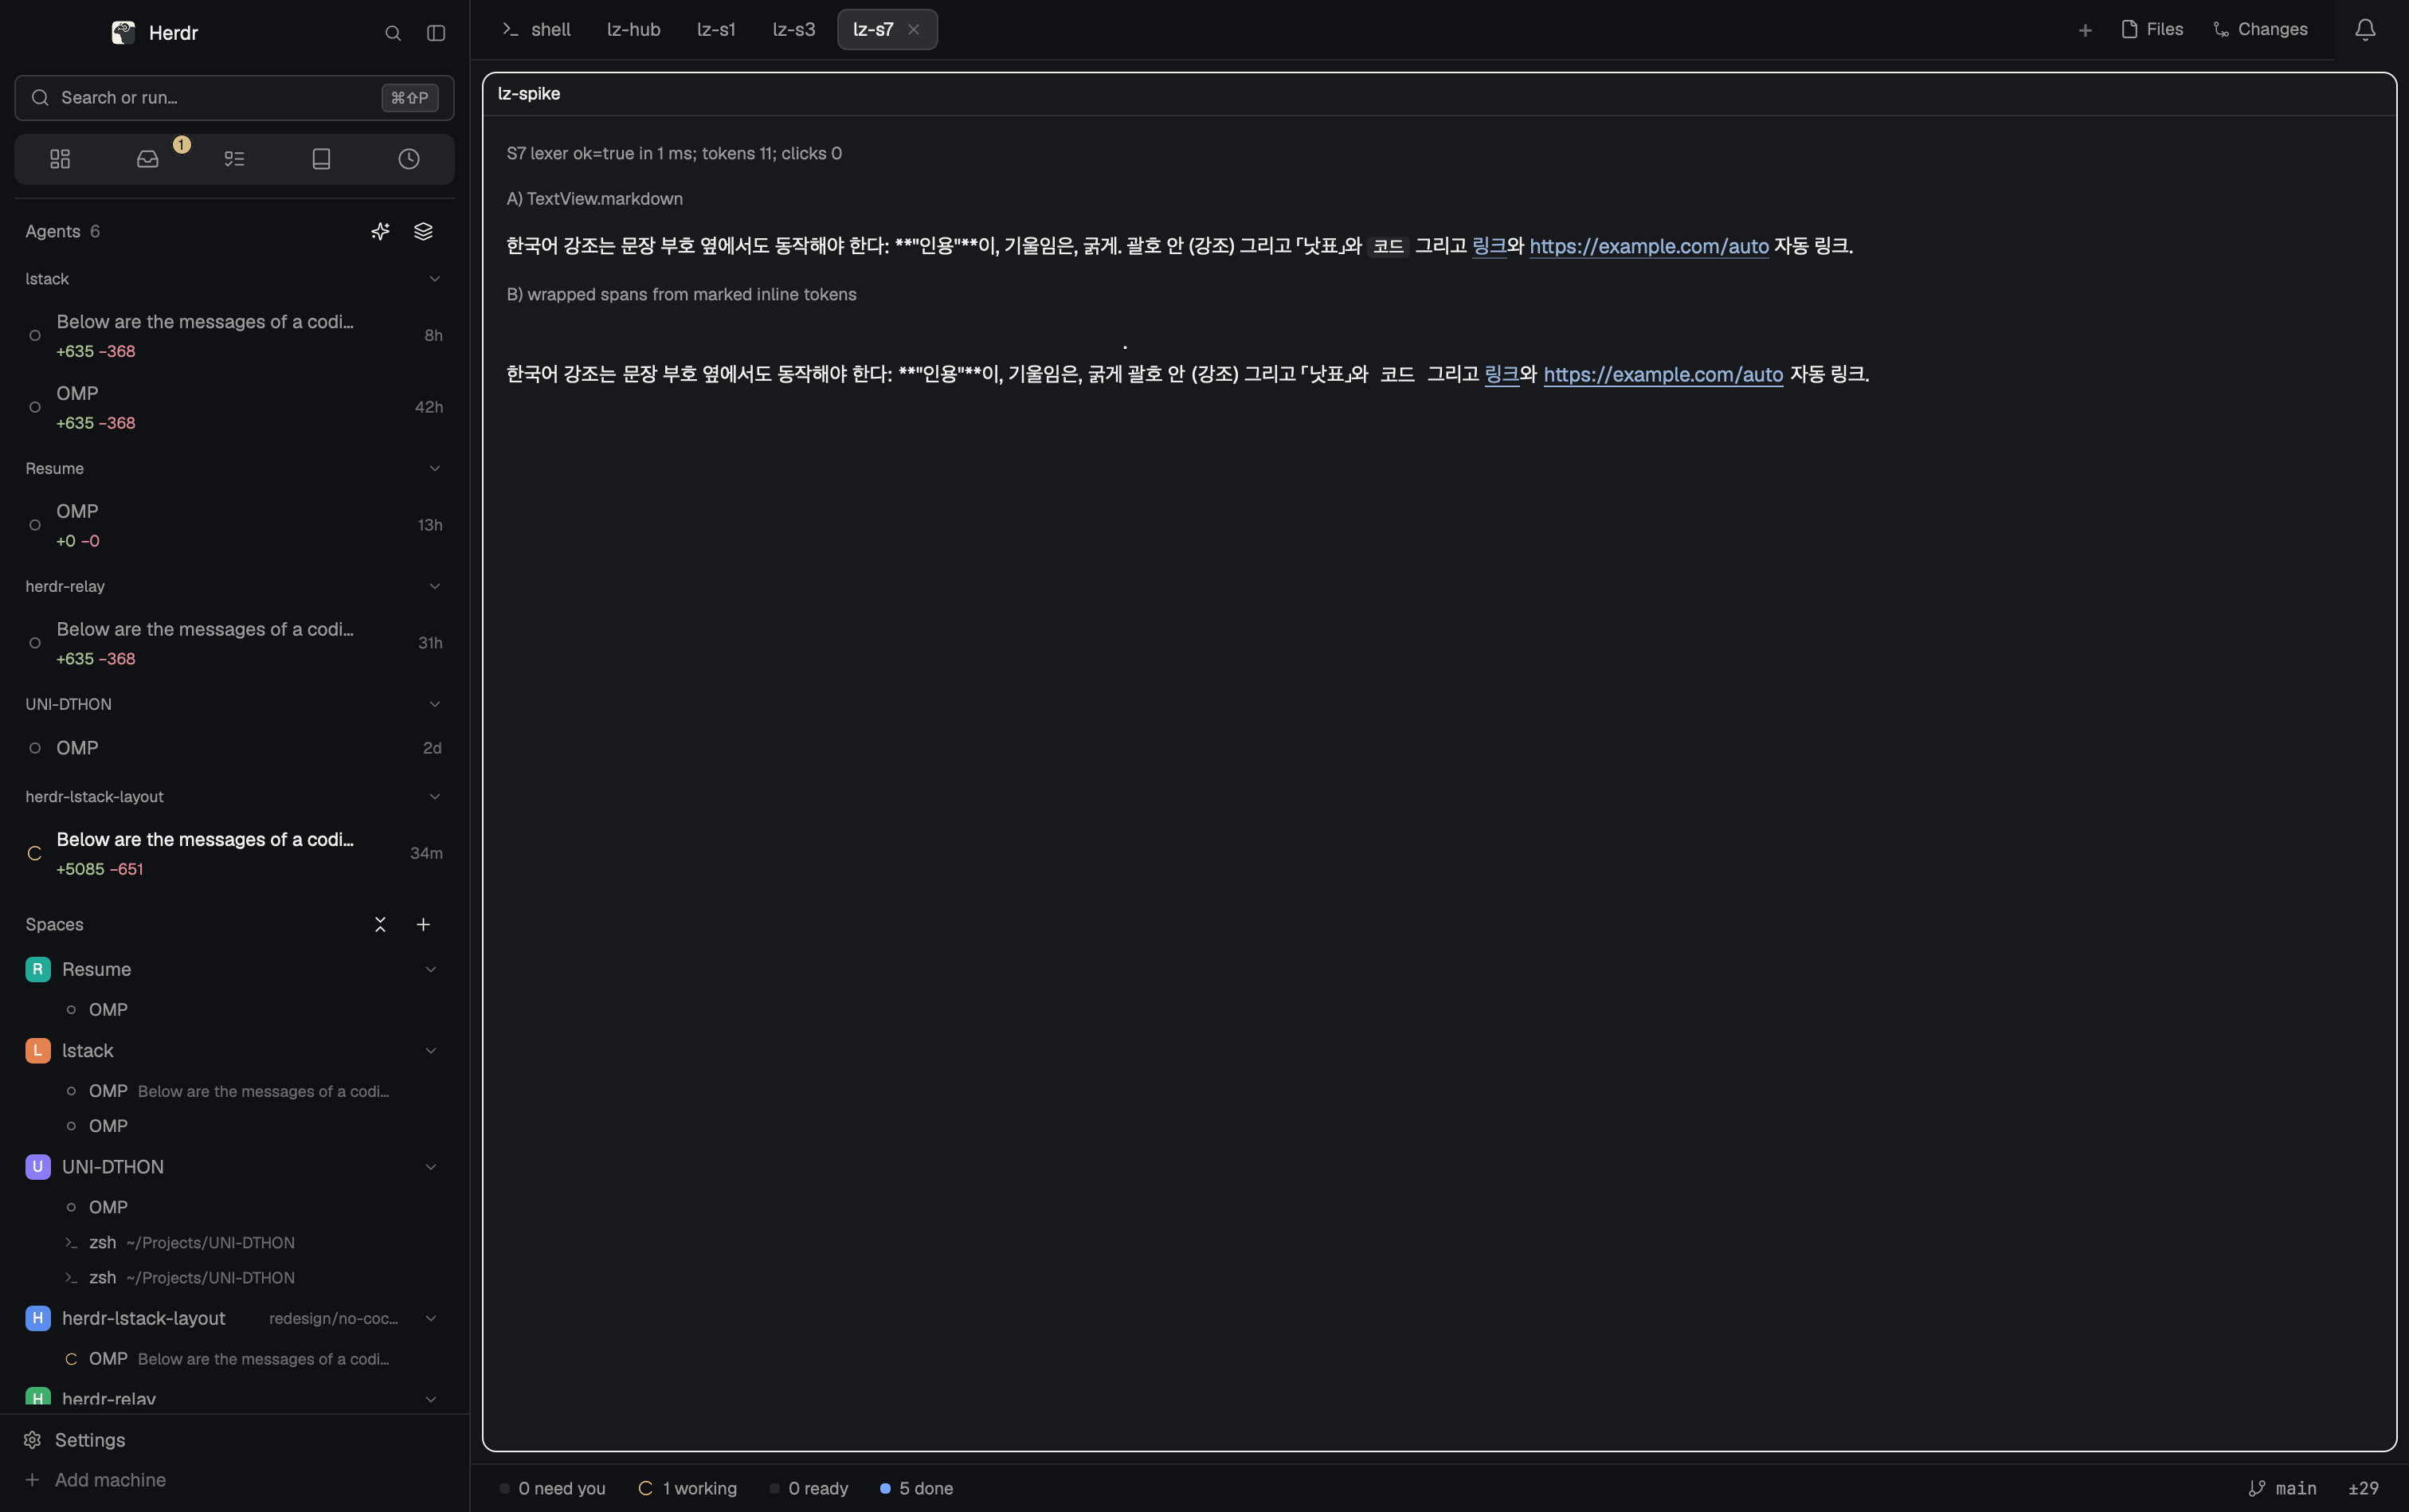 Herdr
Search or run... ⌘⇧P
1
Agents 6
lstack
Below are the messages of a codi...
8h
+635 −368
OMP
42h
+635 −368
Resume
OMP
13h
+0 −0
herdr-relay
Below are the messages of a codi...
31h
+635 −368
UNI-DTHON
OMP 2d
herdr-lstack-layout
Below are the messages of a codi...
34m
+5085 −651
Spaces
R Resume
OMP
L lstack
OMP Below are the messages of a codi...
OMP
U UNI-DTHON
OMP
zsh ~/Projects/UNI-DTHON
zsh ~/Projects/UNI-DTHON
H herdr-lstack-layout redesign/no-coc...
OMP Below are the messages of a codi...
H herdr-relay
Settings
+ Add machine
shell lz-hub lz-s1 lz-s3 lz-s7 × + Files Changes
lz-spike
S7 lexer ok=true in 1 ms; tokens 11; clicks 0
A) TextView.markdown
한국어 강조는 문장 부호 옆에서도 동작해야 한다: **"인용"**이, 기울임은, 굵게. 괄호 안 (강조) 그리고 「낫표」와 코드 그리고 링크와 https://example.com/auto 자동 링크.
B) wrapped spans from marked inline tokens
.
한국어 강조는 문장 부호 옆에서도 동작해야 한다: **"인용"**이, 기울임은, 굵게 괄호 안 (강조) 그리고 「낫표」와 코드 그리고 링크와 https://example.com/auto 자동 링크.
0 need you 1 working 0 ready 5 done main ±29